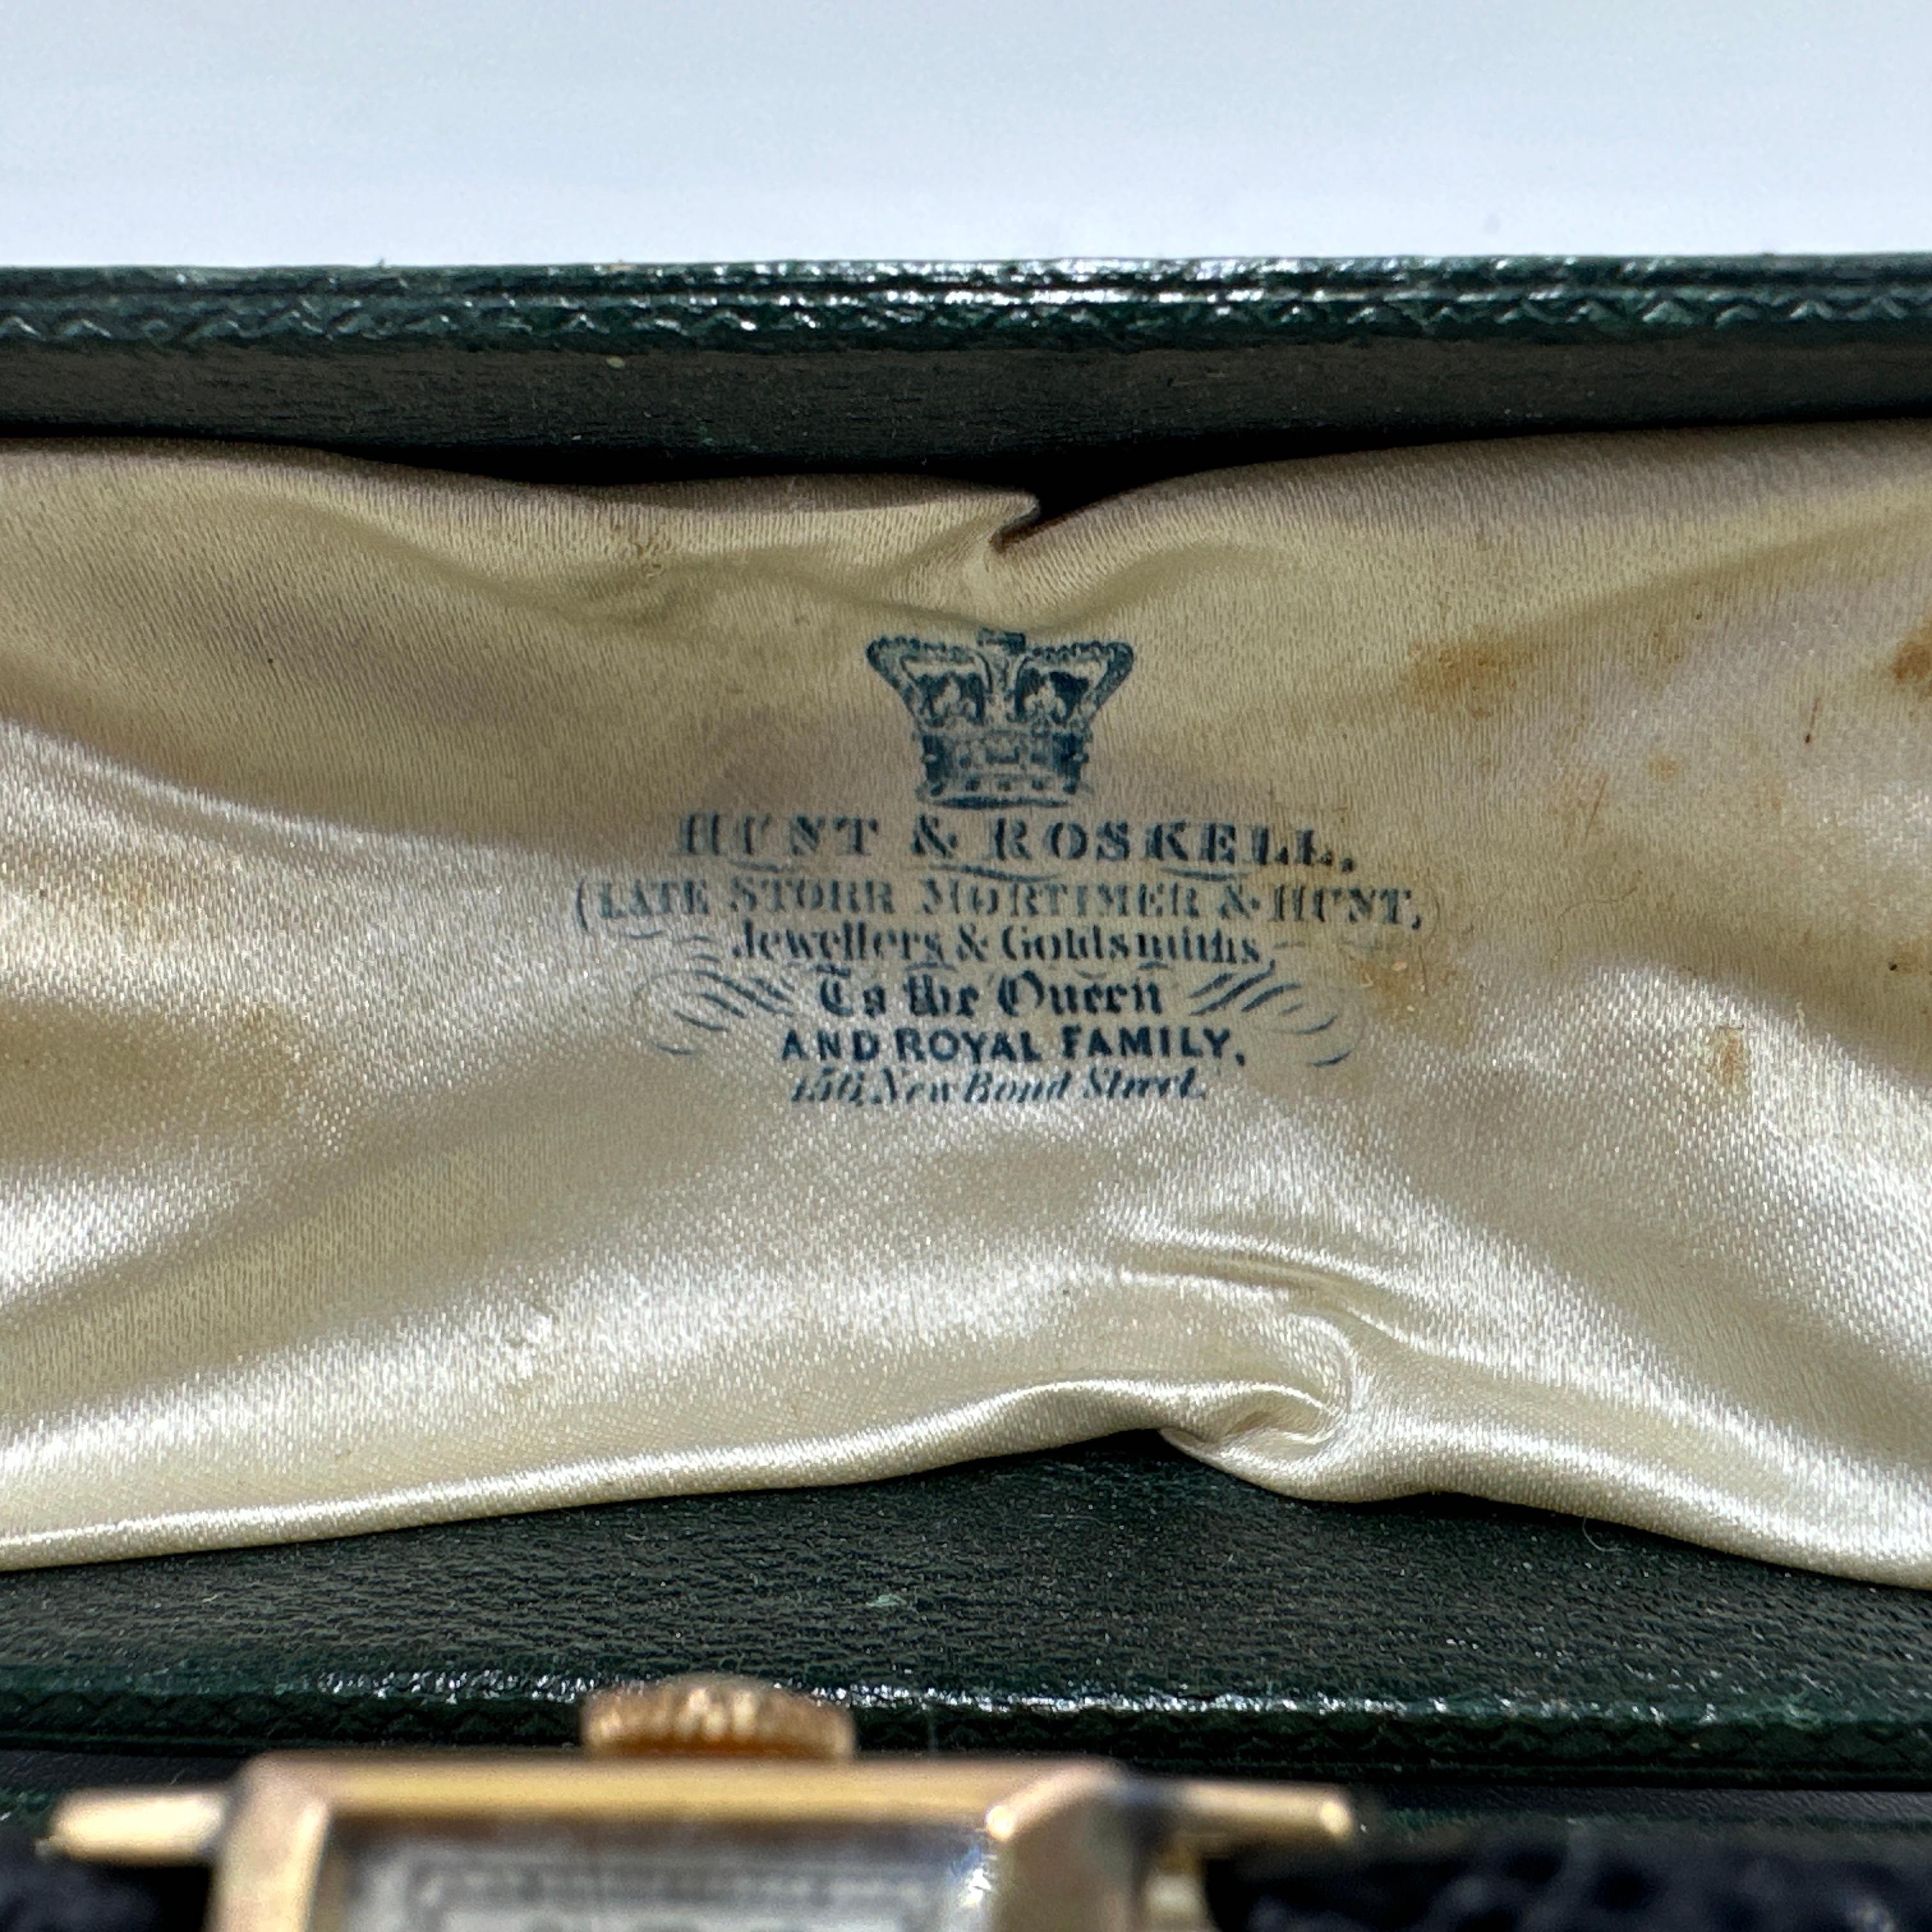 HUNT & ROSKELL,
(LATE STORR MORTIMER & HUNT,)
Jewellers & Goldsmiths,
To the Queen
AND ROYAL FAMILY,
156, New Bond Street.